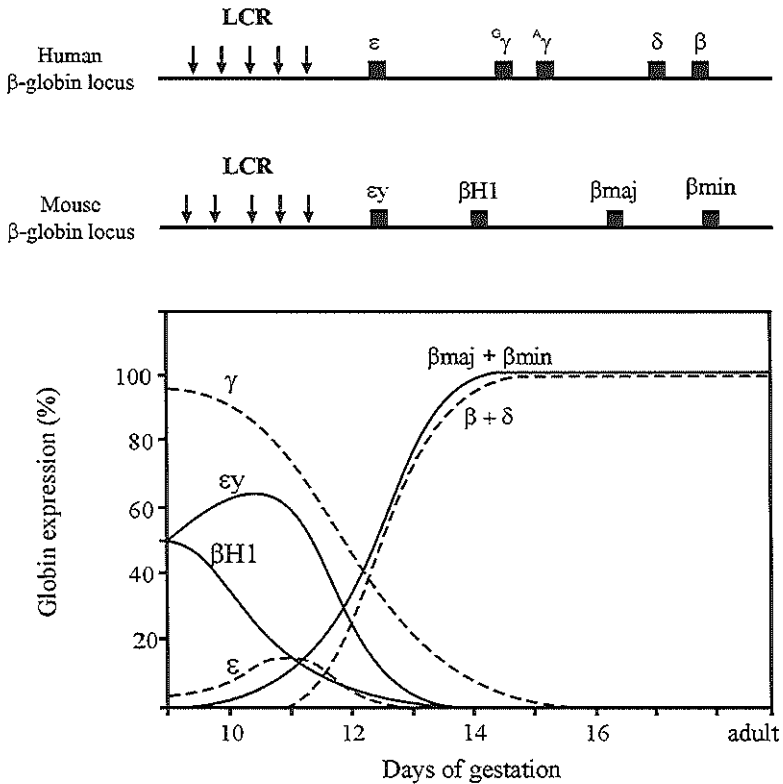 LCR
Human
β-globin locus
ε ᴳγ ᴬγ δ β
LCR
Mouse
β-globin locus
εy βH1 βmaj βmin
Globin expression (%)
100
80
60
40
20
γ
εy
βH1
ε
βmaj + βmin
β + δ
10 12 14 16 adult
Days of gestation